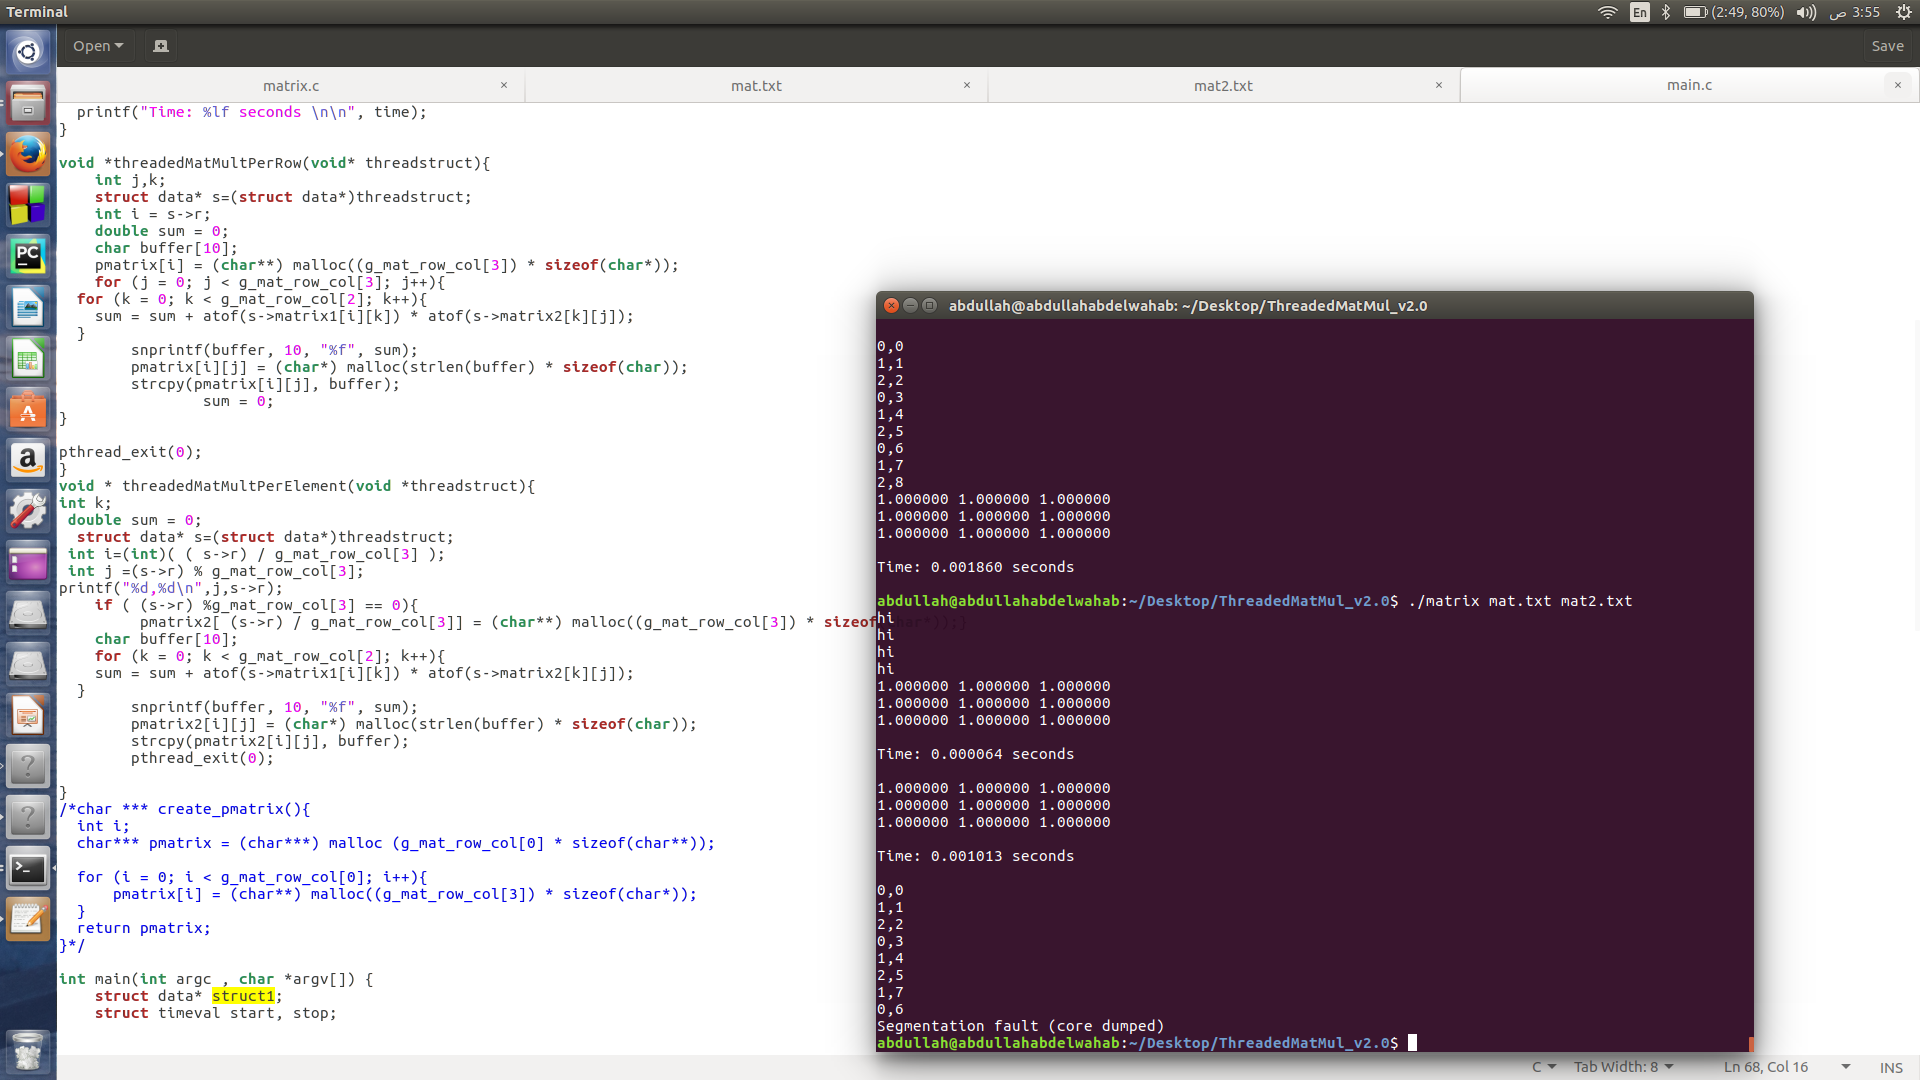 Terminal
En
(2:49, 80%)
3:55 ص
Open
Save
matrix.c ×
mat.txt ×
mat2.txt ×
main.c ×
printf("Time: %lf seconds \n\n", time);
}
void *threadedMatMultPerRow(void* threadstruct){
int j,k;
struct data* s=(struct data*)threadstruct;
int i = s->r;
double sum = 0;
char buffer[10];
pmatrix[i] = (char**) malloc((g_mat_row_col[3]) * sizeof(char*));
for (j = 0; j < g_mat_row_col[3]; j++){
for (k = 0; k < g_mat_row_col[2]; k++){
sum = sum + atof(s->matrix1[i][k]) * atof(s->matrix2[k][j]);
}
snprintf(buffer, 10, "%f", sum);
pmatrix[i][j] = (char*) malloc(strlen(buffer) * sizeof(char));
strcpy(pmatrix[i][j], buffer);
sum = 0;
}
pthread_exit(0);
}
void * threadedMatMultPerElement(void *threadstruct){
int k;
double sum = 0;
struct data* s=(struct data*)threadstruct;
int i=(int)( ( s->r) / g_mat_row_col[3] );
int j =(s->r) % g_mat_row_col[3];
printf("%d,%d\n",j,s->r);
if ( (s->r) %g_mat_row_col[3] == 0){
pmatrix2[ (s->r) / g_mat_row_col[3]] = (char**) malloc((g_mat_row_col[3]) * sizeof(char*));}
char buffer[10];
for (k = 0; k < g_mat_row_col[2]; k++){
sum = sum + atof(s->matrix1[i][k]) * atof(s->matrix2[k][j]);
}
snprintf(buffer, 10, "%f", sum);
pmatrix2[i][j] = (char*) malloc(strlen(buffer) * sizeof(char));
strcpy(pmatrix2[i][j], buffer);
pthread_exit(0);
}
/*char *** create_pmatrix(){
int i;
char*** pmatrix = (char***) malloc (g_mat_row_col[0] * sizeof(char**));
for (i = 0; i < g_mat_row_col[0]; i++){
pmatrix[i] = (char**) malloc((g_mat_row_col[3]) * sizeof(char*));
}
return pmatrix;
}*/
int main(int argc , char *argv[]) {
struct data* struct1;
struct timeval start, stop;
abdullah@abdullahabdelwahab: ~/Desktop/ThreadedMatMul_v2.0
0,0
1,1
2,2
0,3
1,4
2,5
0,6
1,7
2,8
1.000000 1.000000 1.000000
1.000000 1.000000 1.000000
1.000000 1.000000 1.000000
Time: 0.001860 seconds
abdullah@abdullahabdelwahab:~/Desktop/ThreadedMatMul_v2.0$ ./matrix mat.txt mat2.txt
hi
hi
hi
hi
1.000000 1.000000 1.000000
1.000000 1.000000 1.000000
1.000000 1.000000 1.000000
Time: 0.000064 seconds
1.000000 1.000000 1.000000
1.000000 1.000000 1.000000
1.000000 1.000000 1.000000
Time: 0.001013 seconds
0,0
1,1
2,2
0,3
1,4
2,5
1,7
0,6
Segmentation fault (core dumped)
abdullah@abdullahabdelwahab:~/Desktop/ThreadedMatMul_v2.0$
C
Tab Width: 8
Ln 68, Col 16
INS
PC
A
a
?
?
>_